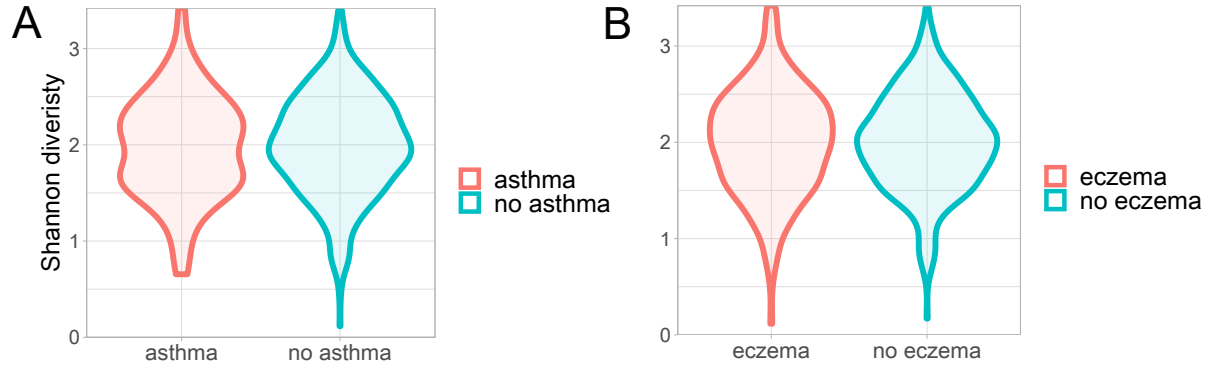 A
Shannon diveristy
3
2
1
0
asthma
no asthma
asthma
no asthma
B
3
2
1
0
eczema
no eczema
eczema
no eczema